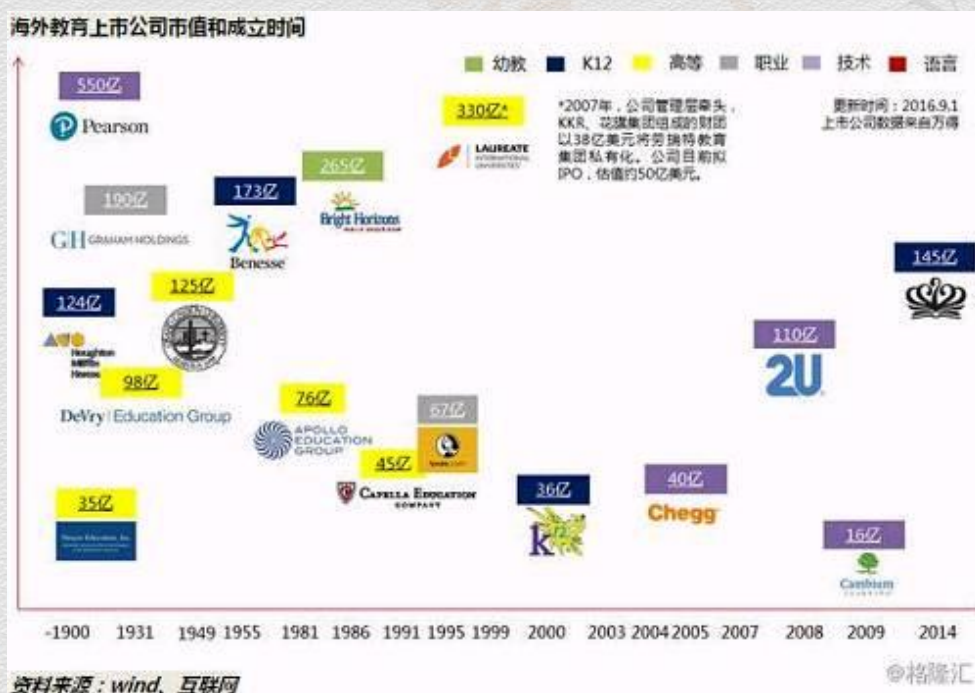 海外教育上市公司市值和成立时间
幼教 K12 高等 职业 技术 语言
550亿
Pearson
330亿*
LAUREATE
INTERNATIONAL
UNIVERSITIES
*2007年，公司管理层牵头，
KKR、花旗集团组成的财团
以38亿美元将劳瑞特教育
集团私有化。公司目前拟
IPO，估值约50亿美元。
更新时间：2016.9.1
上市公司数据来自万得
265亿
Bright Horizons
173亿
Benesse
190亿
GH GRAHAM HOLDINGS
145亿
125亿
124亿
Houghton
Mifflin
98亿
DeVry Education Group
110亿
2U
76亿
APOLLO
EDUCATION
GROUP
67亿
45亿
CAPELLA EDUCATION
COMPANY
40亿
Chegg
36亿
k12
35亿
16亿
Cambium
LEARNING
-1900 1931 1949 1955 1981 1986 1991 1995 1999 2000 2003 2004 2005 2007 2008 2009 2014
资料来源：wind、互联网
@格隆汇